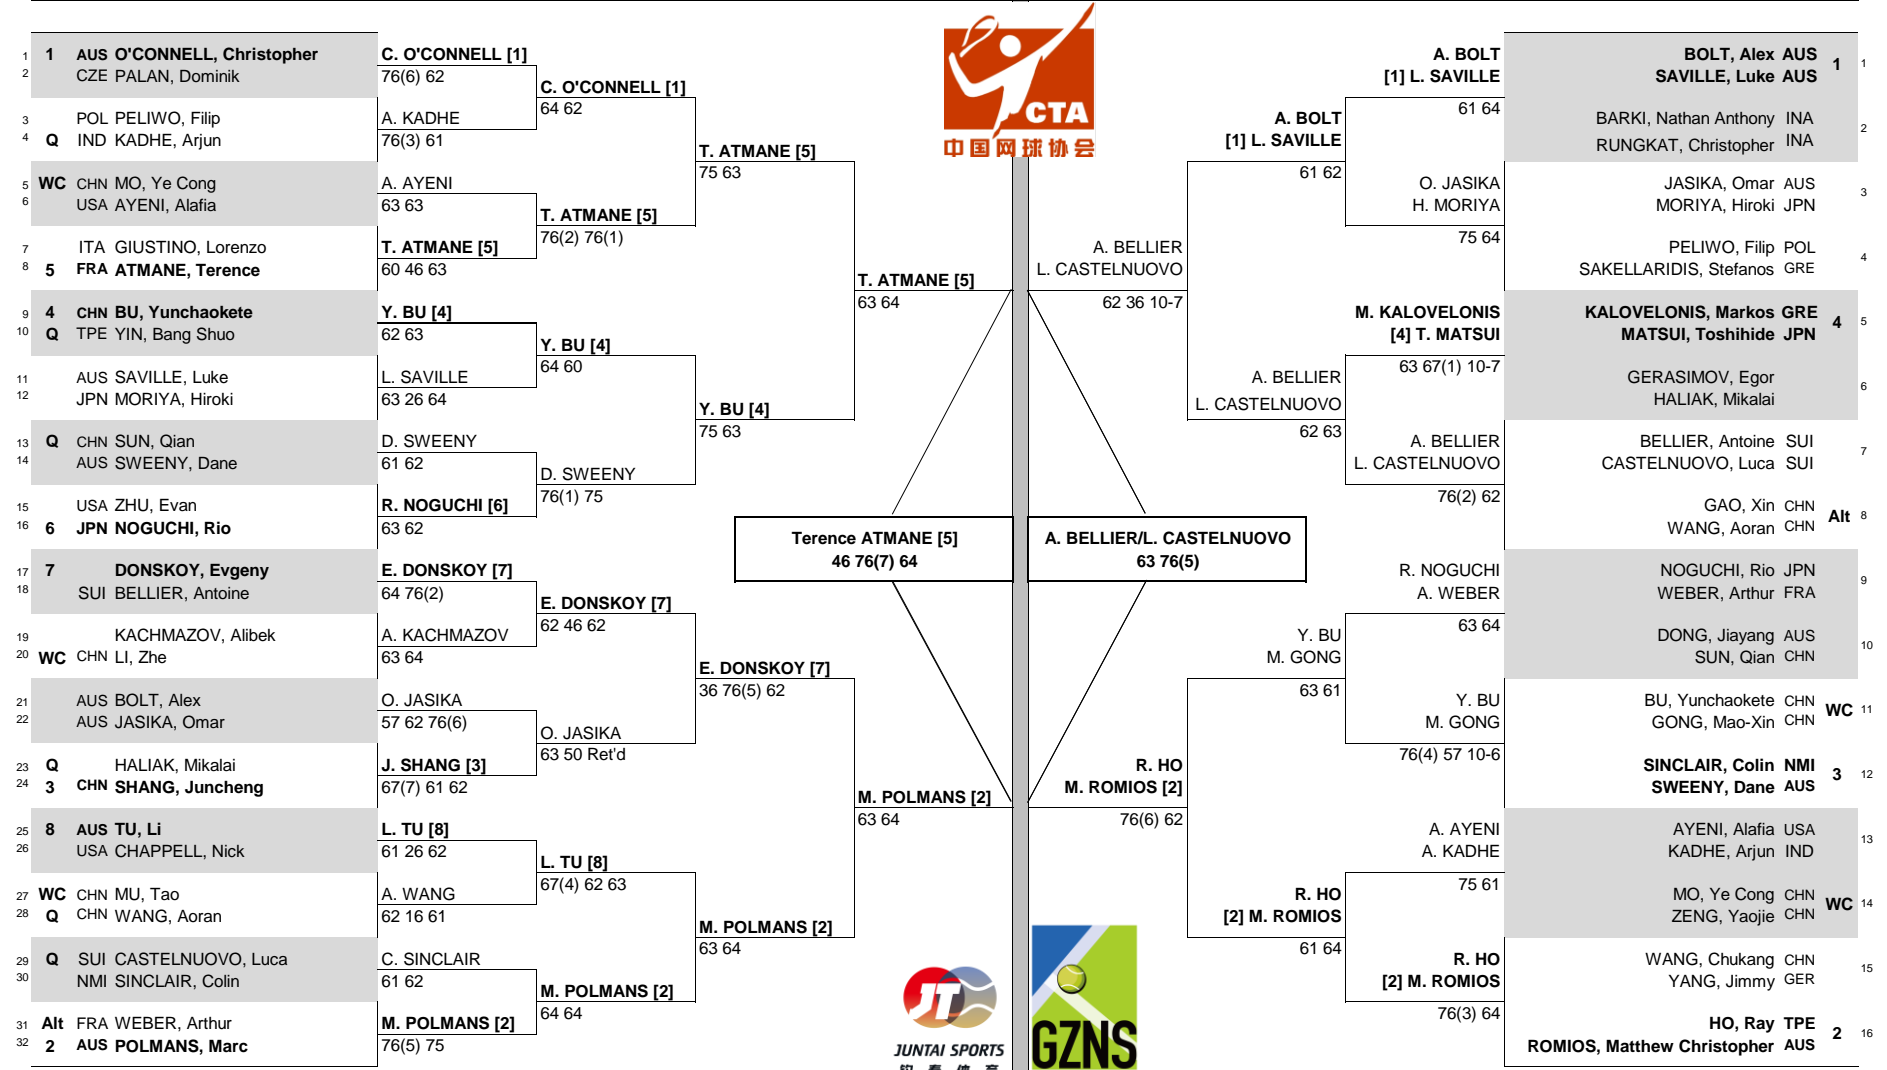 1 1 AUS O'CONNELL, Christopher
2 CZE PALAN, Dominik
3 POL PELIWO, Filip
4 Q IND KADHE, Arjun
5 WC CHN MO, Ye Cong
6 USA AYENI, Alafia
7 ITA GIUSTINO, Lorenzo
8 5 FRA ATMANE, Terence
9 4 CHN BU, Yunchaokete
10 Q TPE YIN, Bang Shuo
11 AUS SAVILLE, Luke
12 JPN MORIYA, Hiroki
13 Q CHN SUN, Qian
14 AUS SWEENY, Dane
15 USA ZHU, Evan
16 6 JPN NOGUCHI, Rio
17 7 DONSKOY, Evgeny
18 SUI BELLIER, Antoine
19 KACHMAZOV, Alibek
20 WC CHN LI, Zhe
21 AUS BOLT, Alex
22 AUS JASIKA, Omar
23 Q HALIAK, Mikalai
24 3 CHN SHANG, Juncheng
25 8 AUS TU, Li
26 USA CHAPPELL, Nick
27 WC CHN MU, Tao
28 Q CHN WANG, Aoran
29 Q SUI CASTELNUOVO, Luca
30 NMI SINCLAIR, Colin
31 Alt FRA WEBER, Arthur
32 2 AUS POLMANS, Marc
C. O'CONNELL [1]
76(6) 62
A. KADHE
76(3) 61
A. AYENI
63 63
T. ATMANE [5]
60 46 63
Y. BU [4]
62 63
L. SAVILLE
63 26 64
D. SWEENY
61 62
R. NOGUCHI [6]
63 62
E. DONSKOY [7]
64 76(2)
A. KACHMAZOV
63 64
O. JASIKA
57 62 76(6)
J. SHANG [3]
67(7) 61 62
L. TU [8]
61 26 62
A. WANG
62 16 61
C. SINCLAIR
61 62
M. POLMANS [2]
76(5) 75
C. O'CONNELL [1]
64 62
T. ATMANE [5]
76(2) 76(1)
Y. BU [4]
64 60
D. SWEENY
76(1) 75
E. DONSKOY [7]
62 46 62
O. JASIKA
63 50 Ret'd
L. TU [8]
67(4) 62 63
M. POLMANS [2]
64 64
T. ATMANE [5]
75 63
Y. BU [4]
75 63
E. DONSKOY [7]
36 76(5) 62
M. POLMANS [2]
63 64
T. ATMANE [5]
63 64
M. POLMANS [2]
63 64
Terence ATMANE [5]
46 76(7) 64
CTA
中国网球协会
JT
JUNTAI SPORTS
GZNS
A. BELLIER/L. CASTELNUOVO
63 76(5)
A. BELLIER
L. CASTELNUOVO
62 36 10-7
R. HO
M. ROMIOS [2]
76(6) 62
A. BOLT
[1] L. SAVILLE
61 62
A. BELLIER
L. CASTELNUOVO
62 63
Y. BU
M. GONG
63 61
R. HO
[2] M. ROMIOS
61 64
A. BOLT
[1] L. SAVILLE
61 64
O. JASIKA
H. MORIYA
75 64
M. KALOVELONIS
[4] T. MATSUI
63 67(1) 10-7
A. BELLIER
L. CASTELNUOVO
76(2) 62
R. NOGUCHI
A. WEBER
63 64
Y. BU
M. GONG
76(4) 57 10-6
A. AYENI
A. KADHE
75 61
R. HO
[2] M. ROMIOS
76(3) 64
BOLT, Alex AUS
SAVILLE, Luke AUS
1 1
BARKI, Nathan Anthony INA
RUNGKAT, Christopher INA
2
JASIKA, Omar AUS
MORIYA, Hiroki JPN
3
PELIWO, Filip POL
SAKELLARIDIS, Stefanos GRE
4
KALOVELONIS, Markos GRE
MATSUI, Toshihide JPN
4 5
GERASIMOV, Egor
HALIAK, Mikalai
6
BELLIER, Antoine SUI
CASTELNUOVO, Luca SUI
7
GAO, Xin CHN
WANG, Aoran CHN
Alt 8
NOGUCHI, Rio JPN
WEBER, Arthur FRA
9
DONG, Jiayang AUS
SUN, Qian CHN
10
BU, Yunchaokete CHN
GONG, Mao-Xin CHN
WC 11
SINCLAIR, Colin NMI
SWEENY, Dane AUS
3 12
AYENI, Alafia USA
KADHE, Arjun IND
13
MO, Ye Cong CHN
ZENG, Yaojie CHN
WC 14
WANG, Chukang CHN
YANG, Jimmy GER
15
HO, Ray TPE
ROMIOS, Matthew Christopher AUS
2 16